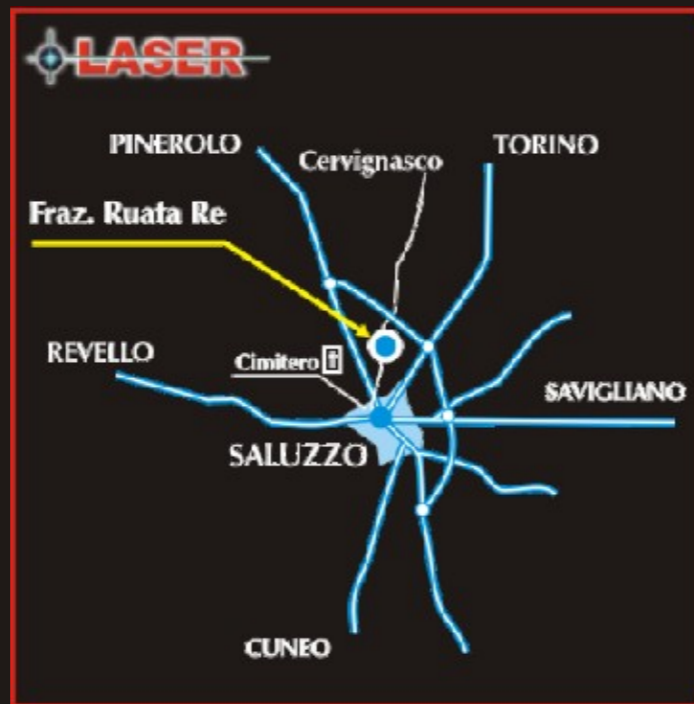 LASER
PINEROLO
Cervignasco
TORINO
Fraz. Ruata Re
REVELLO
Cimitero
SAVIGLIANO
SALUZZO
CUNEO